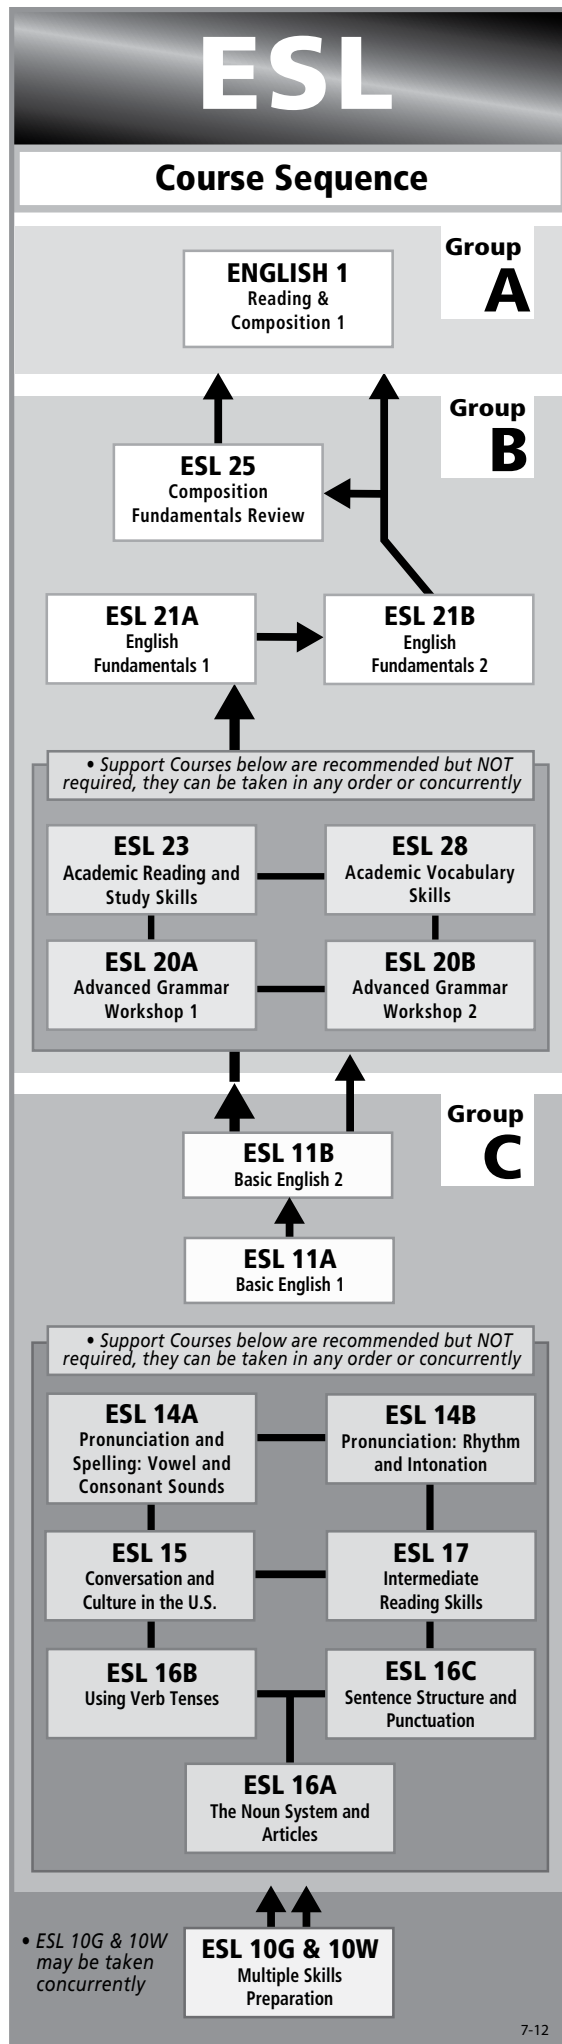 ESL
Course Sequence
Group
A
ENGLISH 1
Reading &
Composition 1
Group
B
ESL 25
Composition
Fundamentals Review
ESL 21A
English
Fundamentals 1
ESL 21B
English
Fundamentals 2
• Support Courses below are recommended but NOT
required, they can be taken in any order or concurrently
ESL 23
Academic Reading and
Study Skills
ESL 28
Academic Vocabulary
Skills
ESL 20A
Advanced Grammar
Workshop 1
ESL 20B
Advanced Grammar
Workshop 2
Group
C
ESL 11B
Basic English 2
ESL 11A
Basic English 1
• Support Courses below are recommended but NOT
required, they can be taken in any order or concurrently
ESL 14A
Pronunciation and
Spelling: Vowel and
Consonant Sounds
ESL 14B
Pronunciation: Rhythm
and Intonation
ESL 15
Conversation and
Culture in the U.S.
ESL 17
Intermediate
Reading Skills
ESL 16B
Using Verb Tenses
ESL 16C
Sentence Structure and
Punctuation
ESL 16A
The Noun System and
Articles
• ESL 10G & 10W
may be taken
concurrently
ESL 10G & 10W
Multiple Skills
Preparation
7-12